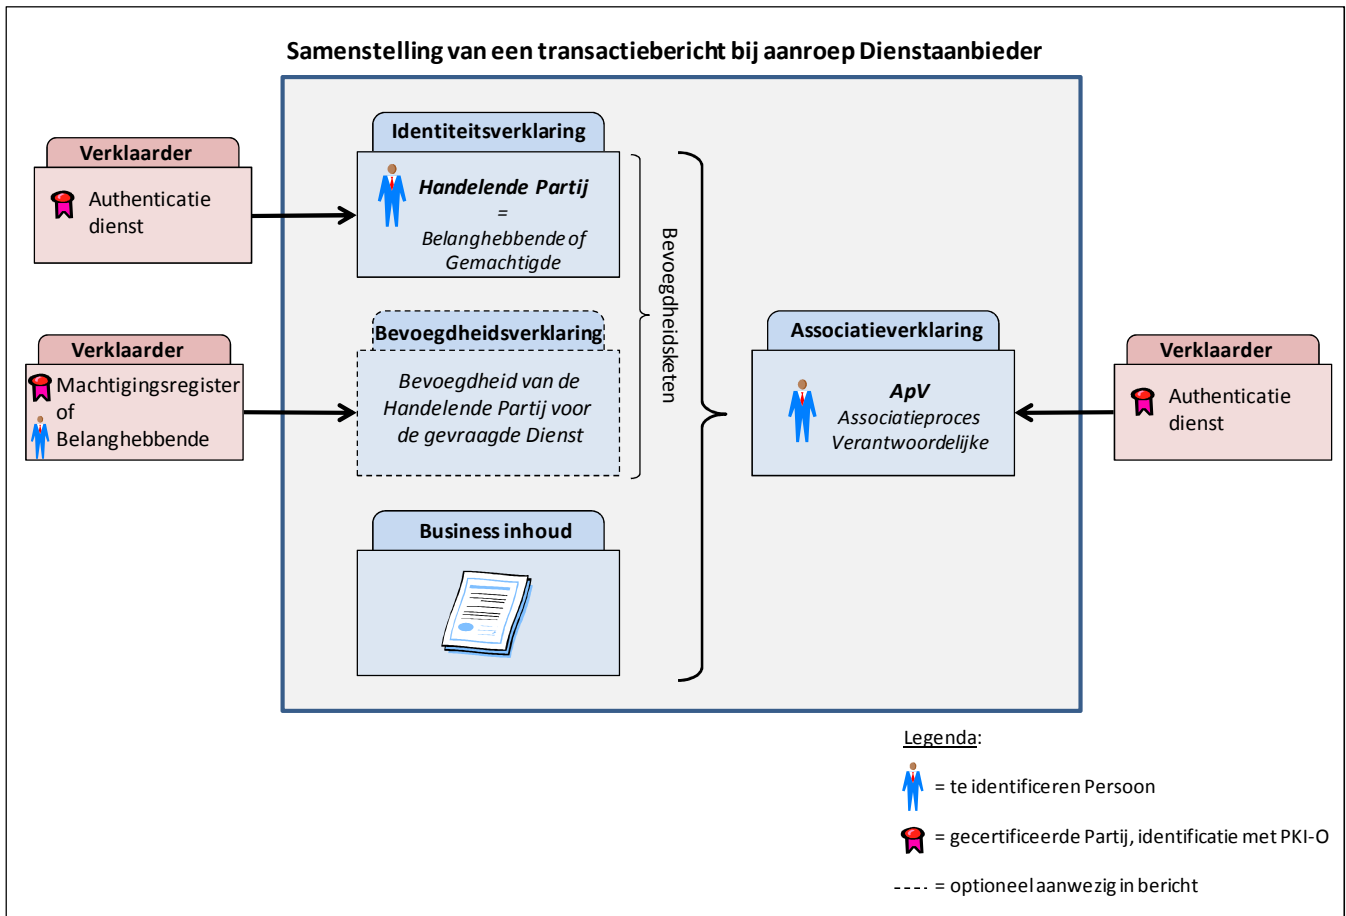 Samenstelling van een transactiebericht bij aanroep Dienstaanbieder
Verklaarder
Authenticatie
dienst
Identiteitsverklaring
Handelende Partij
=
Belanghebbende of
Gemachtigde
Verklaarder
Machtigingsregister
of
Belanghebbende
Bevoegdheidsverklaring
Bevoegdheid van de
Handelende Partij voor
de gevraagde Dienst
Bevoegdheidsketen
Business inhoud
Associatieverklaring
ApV
Associatieproces
Verantwoordelijke
Verklaarder
Authenticatie
dienst
Legenda:
= te identificeren Persoon
= gecertificeerde Partij, identificatie met PKI-O
---- = optioneel aanwezig in bericht